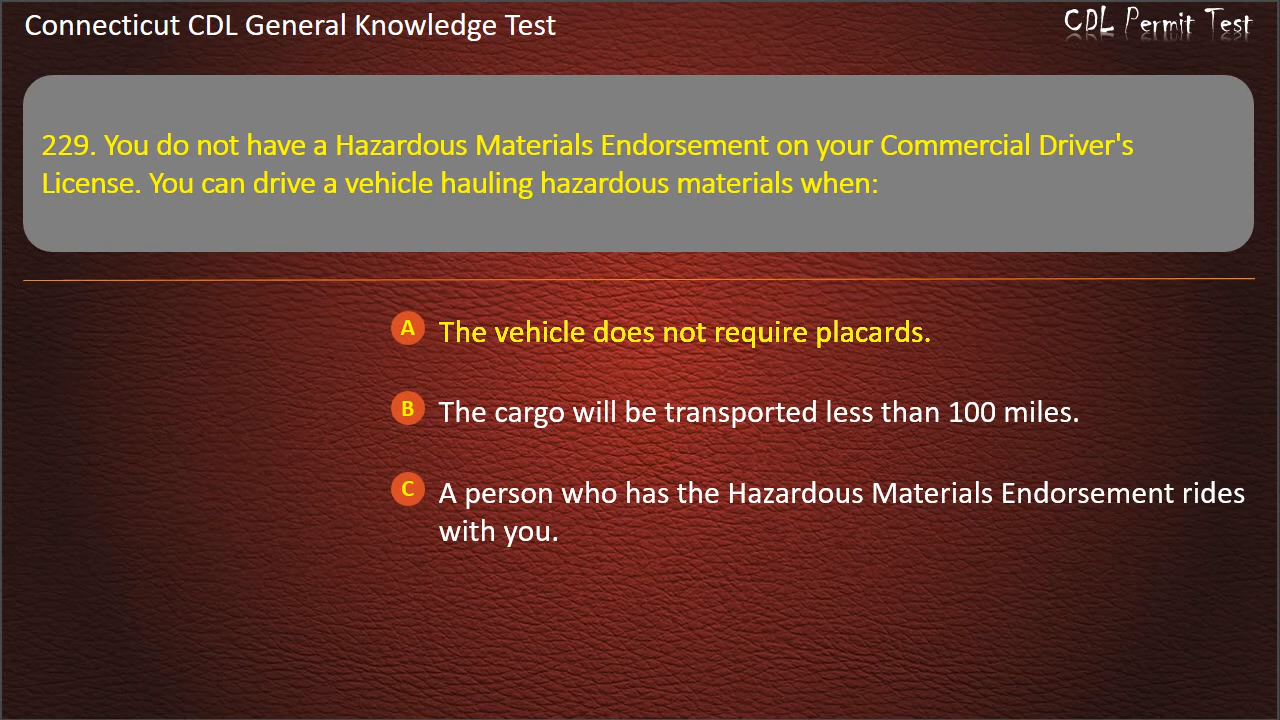 Connecticut CDL General Knowledge Test
CDL Permit Test
229. You do not have a Hazardous Materials Endorsement on your Commercial Driver's
License. You can drive a vehicle hauling hazardous materials when:
A The vehicle does not require placards.
B The cargo will be transported less than 100 miles.
C A person who has the Hazardous Materials Endorsement rides
with you.